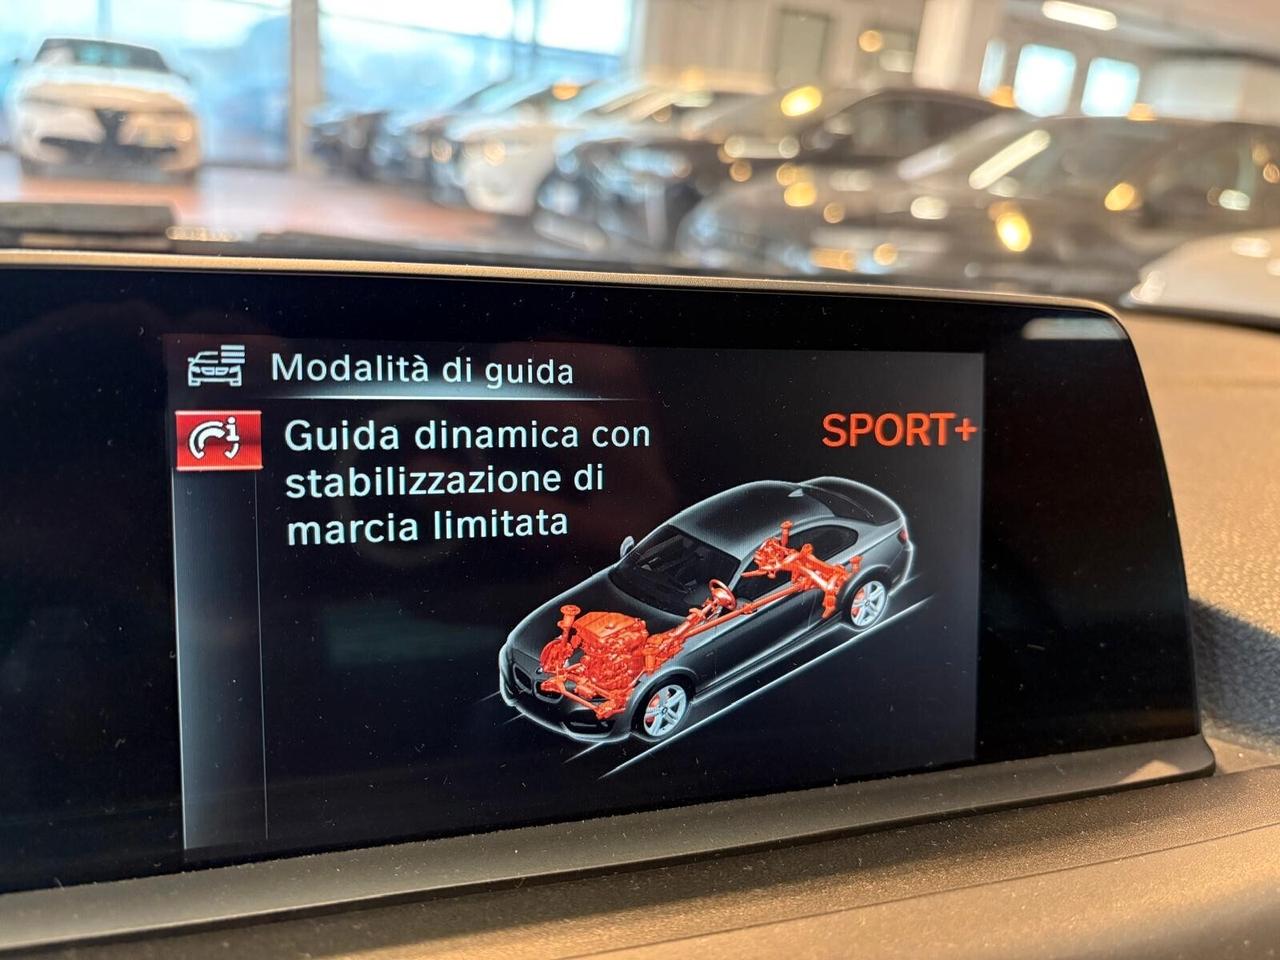 Modalità di guida
Guida dinamica con
stabilizzazione di
marcia limitata
SPORT+